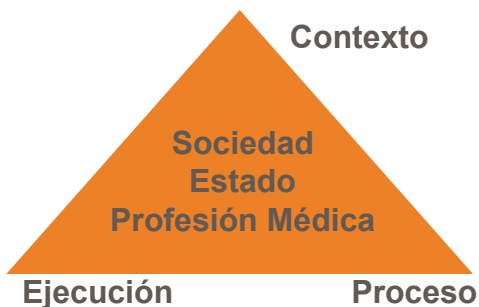 Contexto
Sociedad
Estado
Profesión Médica
Ejecución
Proceso